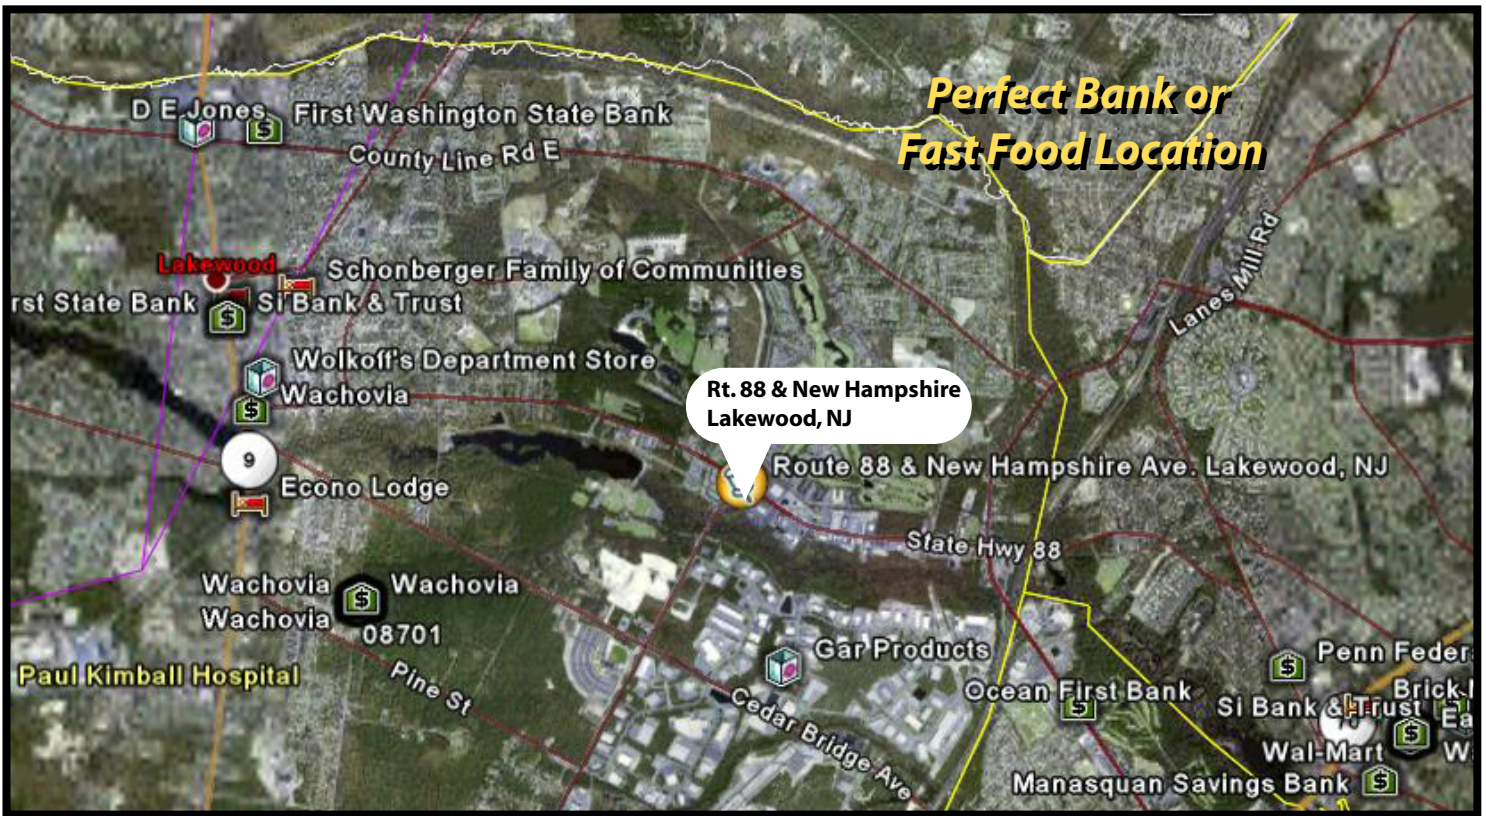 Perfect Bank or
Fast Food Location
D E Jones
First Washington State Bank
County Line Rd E
Lanes Mill Rd
Lakewood
Schonberger Family of Communities
rst State Bank
Si Bank & Trust
Wolkoff's Department Store
Wachovia
Rt. 88 & New Hampshire
Lakewood, NJ
9
Route 88 & New Hampshire Ave. Lakewood, NJ
Econo Lodge
State Hwy 88
Wachovia
Wachovia
Wachovia
08701
Paul Kimball Hospital
Pine St
Gar Products
Cedar Bridge Ave
Ocean First Bank
Penn Feder
Brick
Si Bank & Trust
Ea
Wal-Mart
W
Manasquan Savings Bank